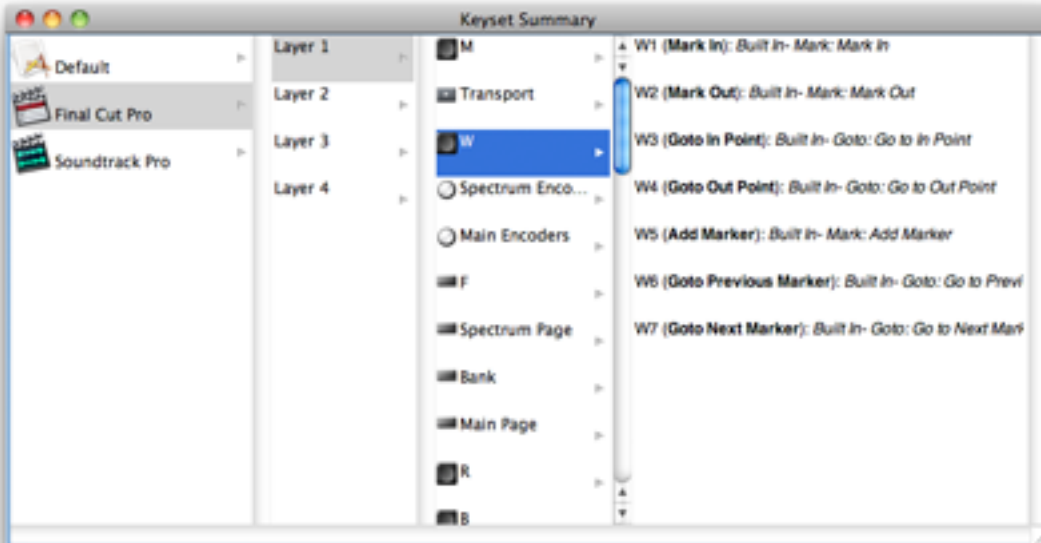 Keyset Summary
Default
Final Cut Pro
Soundtrack Pro
Layer 1
Layer 2
Layer 3
Layer 4
M
Transport
W
Spectrum Enco...
Main Encoders
F
Spectrum Page
Bank
Main Page
R
B
W1 (Mark In): Built In- Mark: Mark In
W2 (Mark Out): Built In- Mark: Mark Out
W3 (Goto In Point): Built In- Goto: Go to In Point
W4 (Goto Out Point): Built In- Goto: Go to Out Point
W5 (Add Marker): Built In- Mark: Add Marker
W6 (Goto Previous Marker): Built In- Goto: Go to Previ
W7 (Goto Next Marker): Built In- Goto: Go to Next Mark